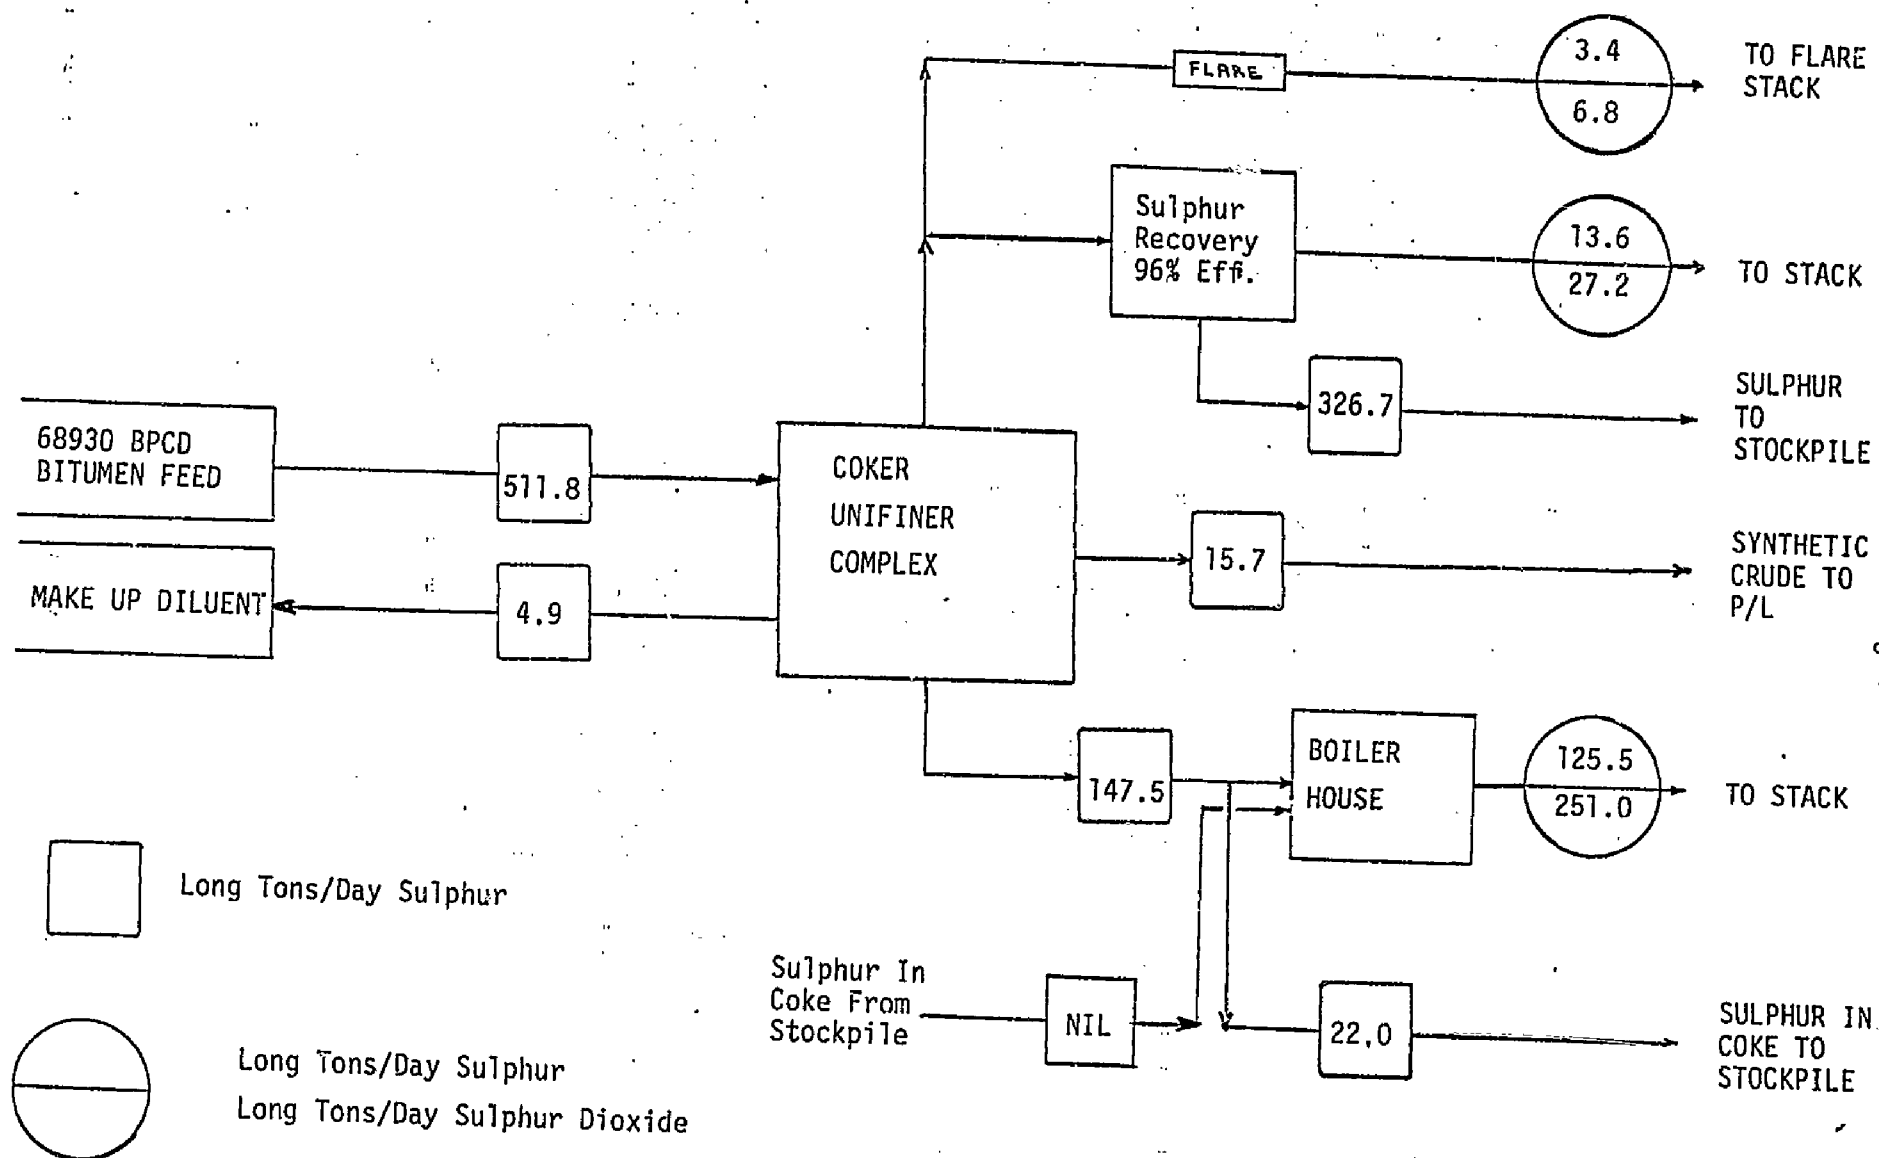 FLARE
3.4
6.8
TO FLARE
STACK
Sulphur
Recovery
96% Eff.
13.6
27.2
TO STACK
326.7
SULPHUR
TO
STOCKPILE
68930 BPCD
BITUMEN FEED
511.8
COKER
UNIFINER
COMPLEX
MAKE UP DILUENT
4.9
15.7
SYNTHETIC
CRUDE TO
P/L
147.5
BOILER
HOUSE
125.5
251.0
TO STACK
Long Tons/Day Sulphur
Sulphur In
Coke From
Stockpile
NIL
22.0
SULPHUR IN
COKE TO
STOCKPILE
Long Tons/Day Sulphur
Long Tons/Day Sulphur Dioxide